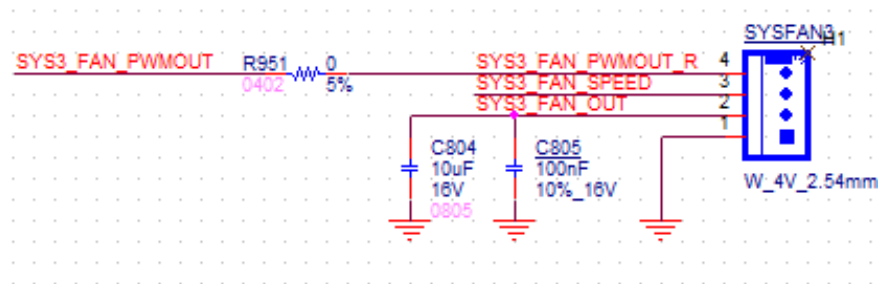 SYSFAN3
H1
SYS3_FAN_PWMOUT
R951
0
SYS3_FAN_PWMOUT_R
4
0402
5%
SYS3_FAN_SPEED
3
SYS3_FAN_OUT
2
1
C804
10uF
16V
0805
C805
100nF
10%_16V
W_4V_2.54mm